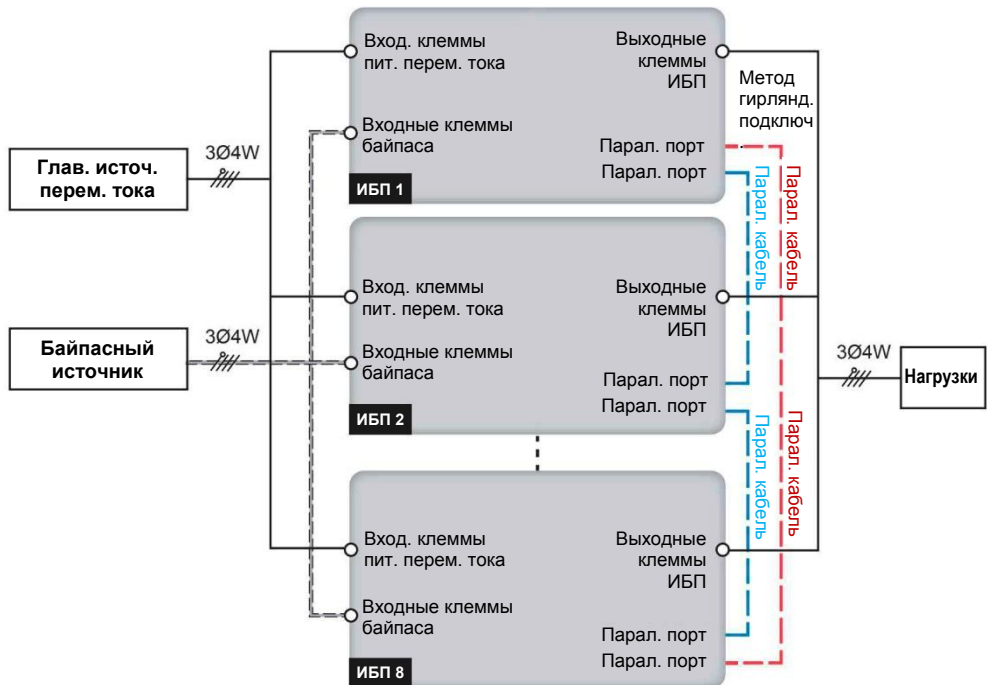 Глав. источ.
перем. тока
3Ø4W
Байпасный
источник
3Ø4W
Вход. клеммы
пит. перем. тока
Входные клеммы
байпаса
Выходные
клеммы
ИБП
Парал. порт
Парал. порт
ИБП 1
Вход. клеммы
пит. перем. тока
Входные клеммы
байпаса
Выходные
клеммы
ИБП
Парал. порт
Парал. порт
ИБП 2
Вход. клеммы
пит. перем. тока
Входные клеммы
байпаса
Выходные
клеммы
ИБП
Парал. порт
Парал. порт
ИБП 8
Метод
гирлянд.
подключ
Парал. кабель
Парал. кабель
Парал. кабель
Парал. кабель
3Ø4W
Нагрузки